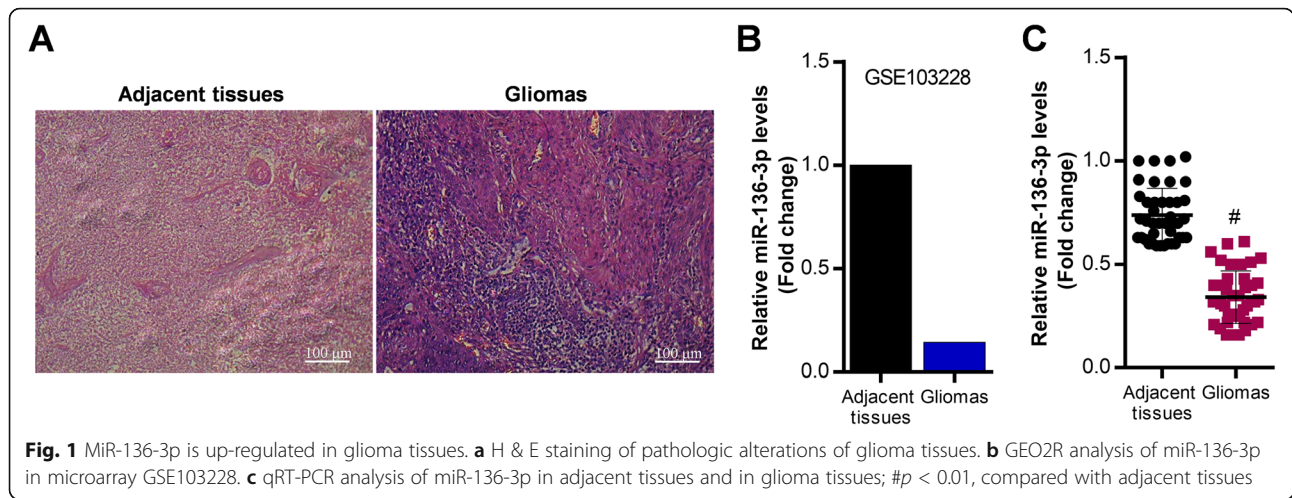 A
Adjacent tissues
Gliomas
100 μm
100 μm
B
Relative miR-136-3p levels
(Fold change)
1.5
1.0
0.5
0.0
GSE103228
Adjacent
tissues
Gliomas
C
Relative miR-136-3p levels
(Fold change)
1.5
1.0
0.5
0.0
#
Adjacent
tissues
Gliomas
Fig. 1 MiR-136-3p is up-regulated in glioma tissues. a H & E staining of pathologic alterations of glioma tissues. b GEO2R analysis of miR-136-3p
in microarray GSE103228. c qRT-PCR analysis of miR-136-3p in adjacent tissues and in glioma tissues; #p < 0.01, compared with adjacent tissues